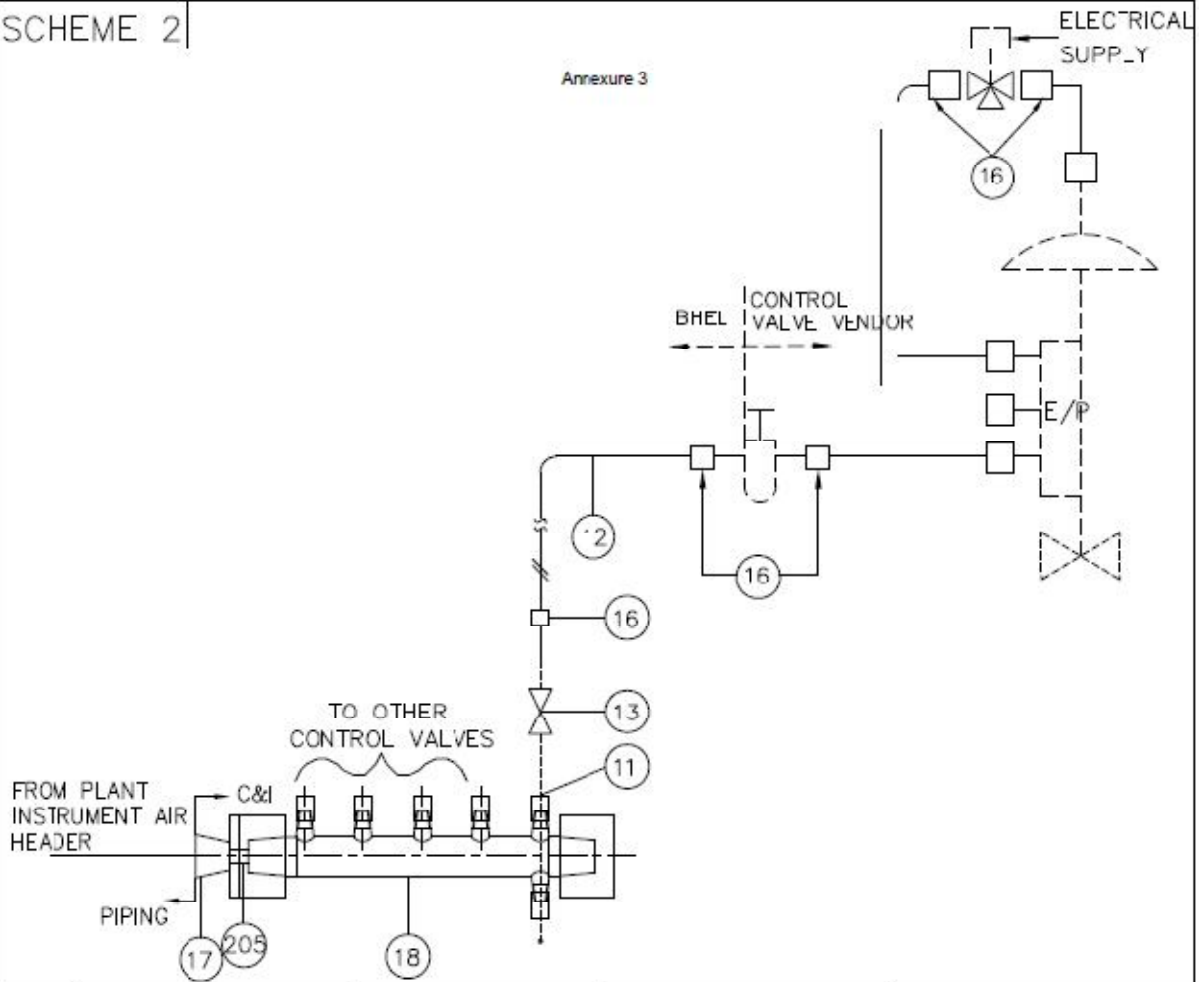 SCHEME 2
ELECTRICAL
SUPPLY
Annexure 3
16
BHEL
CONTROL
VALVE VENDOR
E/P
12
16
16
13
TO OTHER
CONTROL VALVES
11
FROM PLANT
INSTRUMENT AIR
HEADER
C&I
PIPING
17
205
18